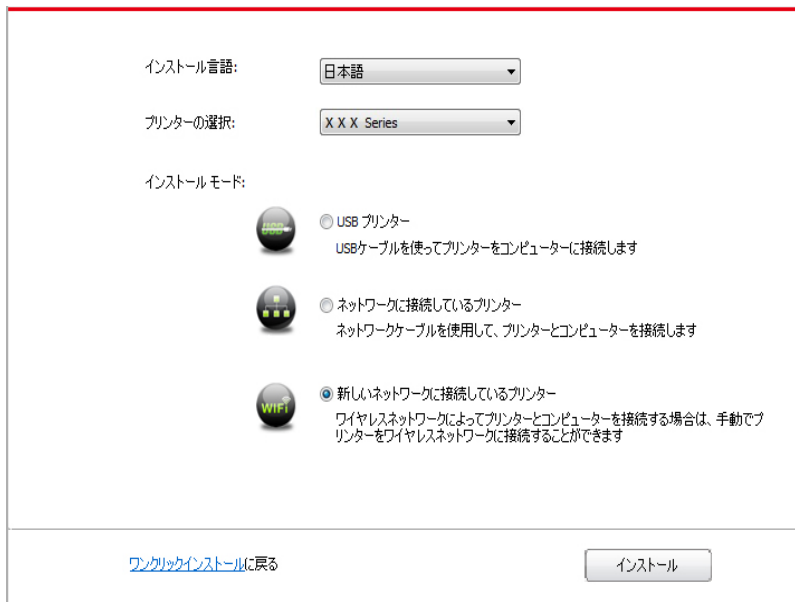 インストール言語:
日本語
プリンターの選択:
X X X Series
インストール モード:
USB
USB プリンター
USBケーブルを使ってプリンターをコンピューターに接続します
ネットワークに接続しているプリンター
ネットワークケーブルを使用して、プリンターとコンピューターを接続します
WiFi
新しいネットワークに接続しているプリンター
ワイヤレスネットワークによってプリンターとコンピューターを接続する場合は、手動でプ
リンターをワイヤレスネットワークに接続することができます
ワンクリックインストールに戻る
インストール